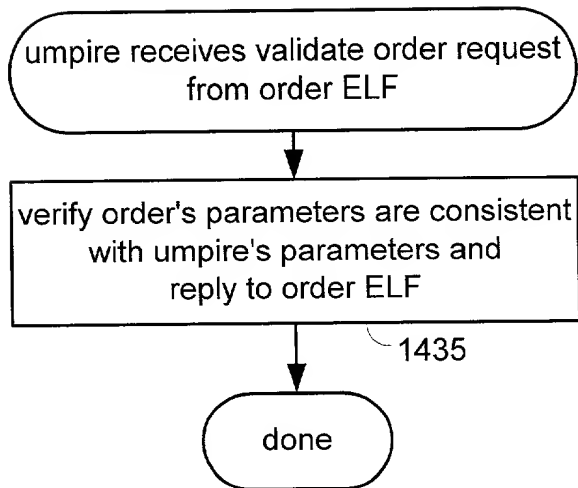 umpire receives validate order request
from order ELF
verify order's parameters are consistent
with umpire's parameters and
reply to order ELF
1435
done